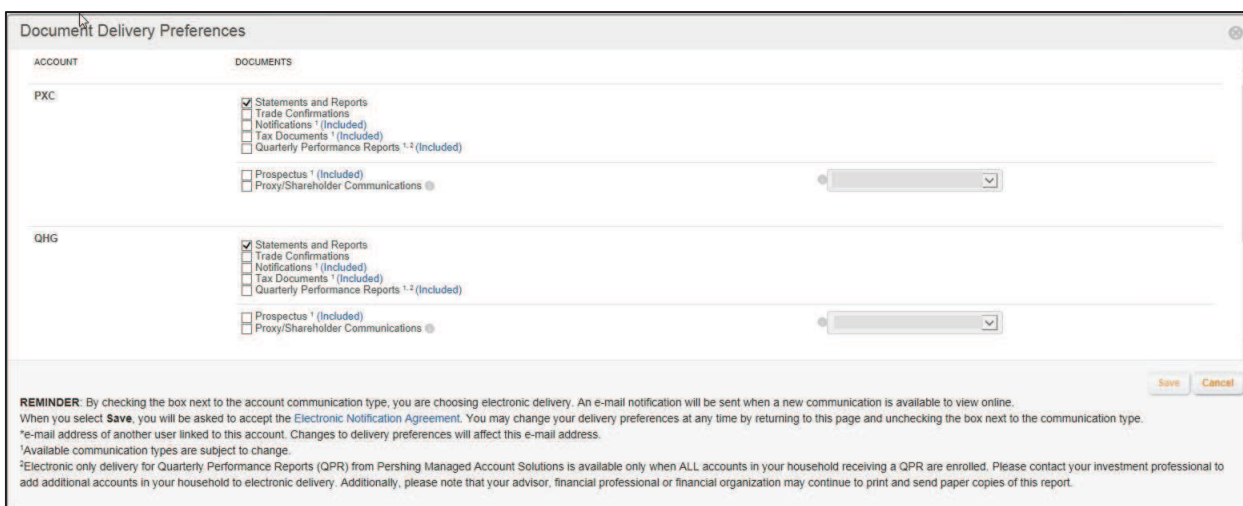 Document Delivery Preferences
ACCOUNT DOCUMENTS
PXC
Statements and Reports
Trade Confirmations
Notifications ¹ (Included)
Tax Documents ¹ (Included)
Quarterly Performance Reports ¹·² (Included)
Prospectus ¹ (Included)
Proxy/Shareholder Communications
QHG
Statements and Reports
Trade Confirmations
Notifications ¹ (Included)
Tax Documents ¹ (Included)
Quarterly Performance Reports ¹·² (Included)
Prospectus ¹ (Included)
Proxy/Shareholder Communications
Save Cancel
REMINDER: By checking the box next to the account communication type, you are choosing electronic delivery. An e-mail notification will be sent when a new communication is available to view online.
When you select Save, you will be asked to accept the Electronic Notification Agreement. You may change your delivery preferences at any time by returning to this page and unchecking the box next to the communication type.
*e-mail address of another user linked to this account. Changes to delivery preferences will affect this e-mail address.
¹Available communication types are subject to change.
²Electronic only delivery for Quarterly Performance Reports (QPR) from Pershing Managed Account Solutions is available only when ALL accounts in your household receiving a QPR are enrolled. Please contact your investment professional to
add additional accounts in your household to electronic delivery. Additionally, please note that your advisor, financial professional or financial organization may continue to print and send paper copies of this report.